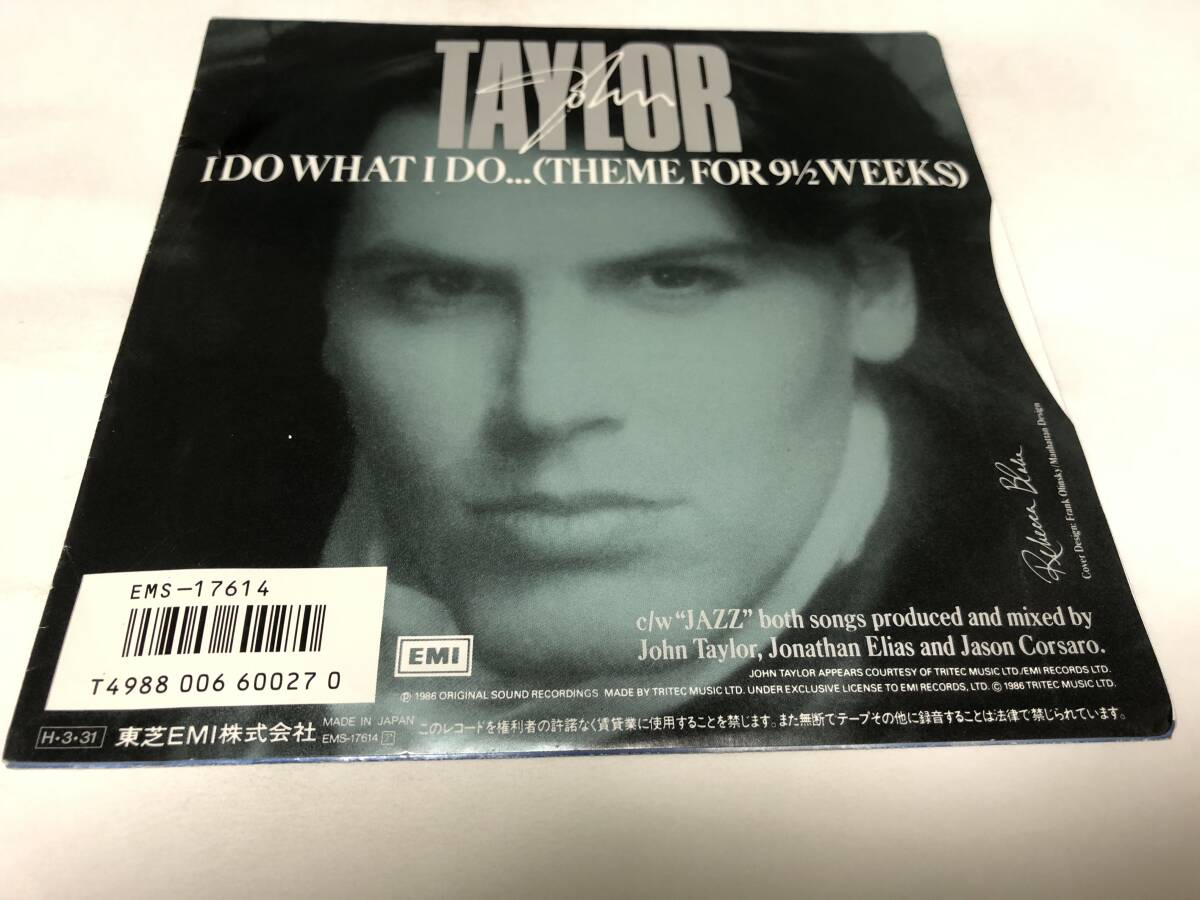 TAYLOR
John
I DO WHAT I DO...(THEME FOR 9½ WEEKS)
Rebecca Blake
Cover Design: Frank Olinsky/Manhattan Design
c/w "JAZZ" both songs produced and mixed by
John Taylor, Jonathan Elias and Jason Corsaro.
JOHN TAYLOR APPEARS COURTESY OF TRITEC MUSIC LTD./EMI RECORDS LTD.
EMS-17614
T4988 006 60027 0
EMI
Ⓟ 1986 ORIGINAL SOUND RECORDINGS MADE BY TRITEC MUSIC LTD. UNDER EXCLUSIVE LICENSE TO EMI RECORDS, LTD. © 1986 TRITEC MUSIC LTD.
H·3·31 東芝EMI株式会社
MADE IN JAPAN
EMS-17614 ア
このレコードを権利者の許諾なく賃貸業に使用することを禁じます。また無断でテープその他に録音することは法律で禁じられています。